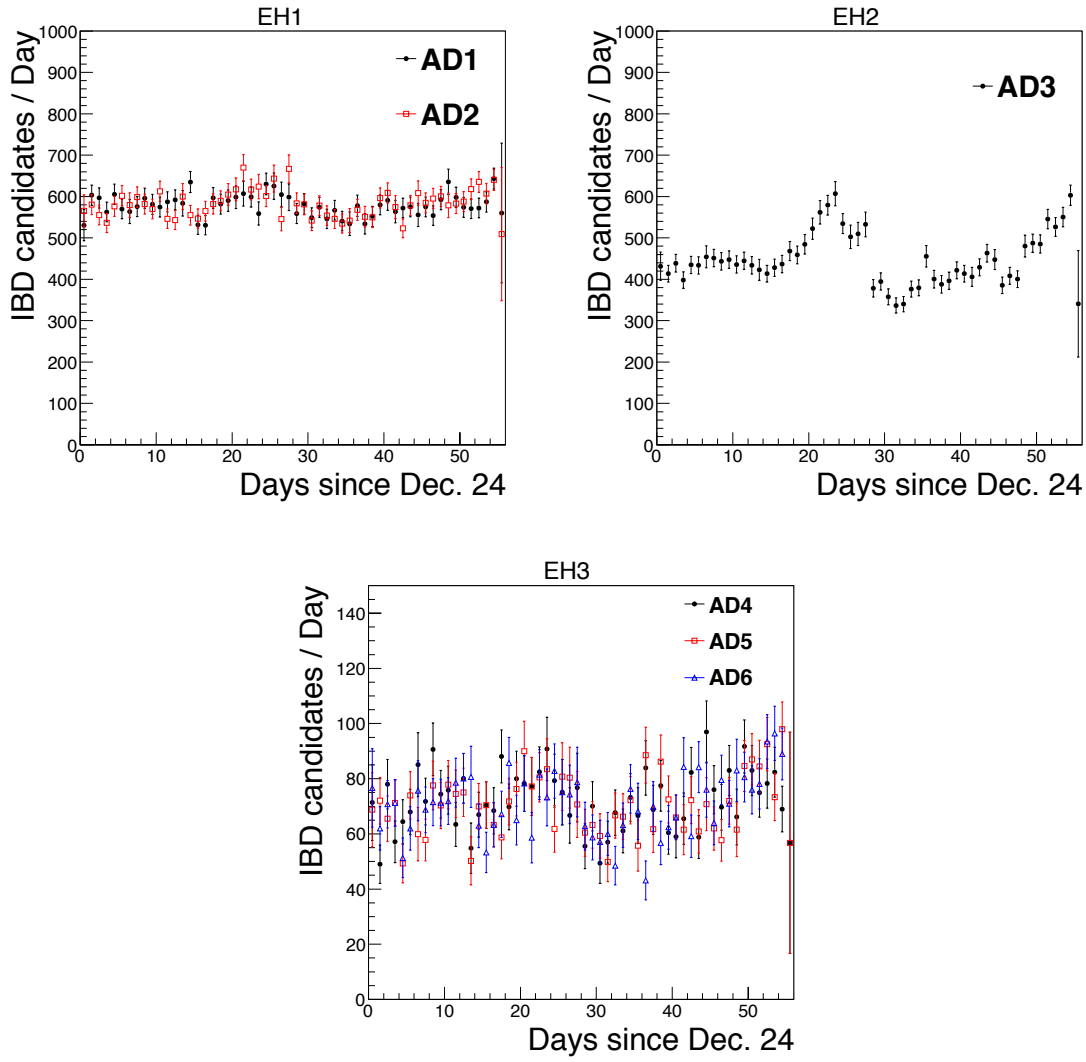 EH1
IBD candidates / Day
1000
900
800
700
600
500
400
300
200
100
0
AD1
AD2
0 10 20 30 40 50
Days since Dec. 24
EH2
IBD candidates / Day
1000
900
800
700
600
500
400
300
200
100
0
AD3
0 10 20 30 40 50
Days since Dec. 24
EH3
IBD candidates / Day
140
120
100
80
60
40
20
0
AD4
AD5
AD6
0 10 20 30 40 50
Days since Dec. 24